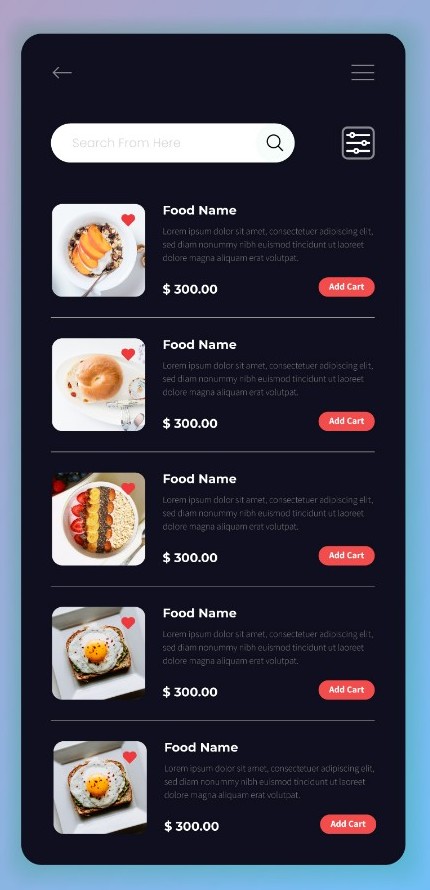 Search From Here
Food Name
Lorem ipsum dolor sit amet, consectetuer adipiscing elit,
sed diam nonummy nibh euismod tincidunt ut laoreet
dolore magna aliquam erat volutpat.
$ 300.00
Add Cart
Food Name
Lorem ipsum dolor sit amet, consectetuer adipiscing elit,
sed diam nonummy nibh euismod tincidunt ut laoreet
dolore magna aliquam erat volutpat.
$ 300.00
Add Cart
Food Name
Lorem ipsum dolor sit amet, consectetuer adipiscing elit,
sed diam nonummy nibh euismod tincidunt ut laoreet
dolore magna aliquam erat volutpat.
$ 300.00
Add Cart
Food Name
Lorem ipsum dolor sit amet, consectetuer adipiscing elit,
sed diam nonummy nibh euismod tincidunt ut laoreet
dolore magna aliquam erat volutpat.
$ 300.00
Add Cart
Food Name
Lorem ipsum dolor sit amet, consectetuer adipiscing elit,
sed diam nonummy nibh euismod tincidunt ut laoreet
dolore magna aliquam erat volutpat.
$ 300.00
Add Cart